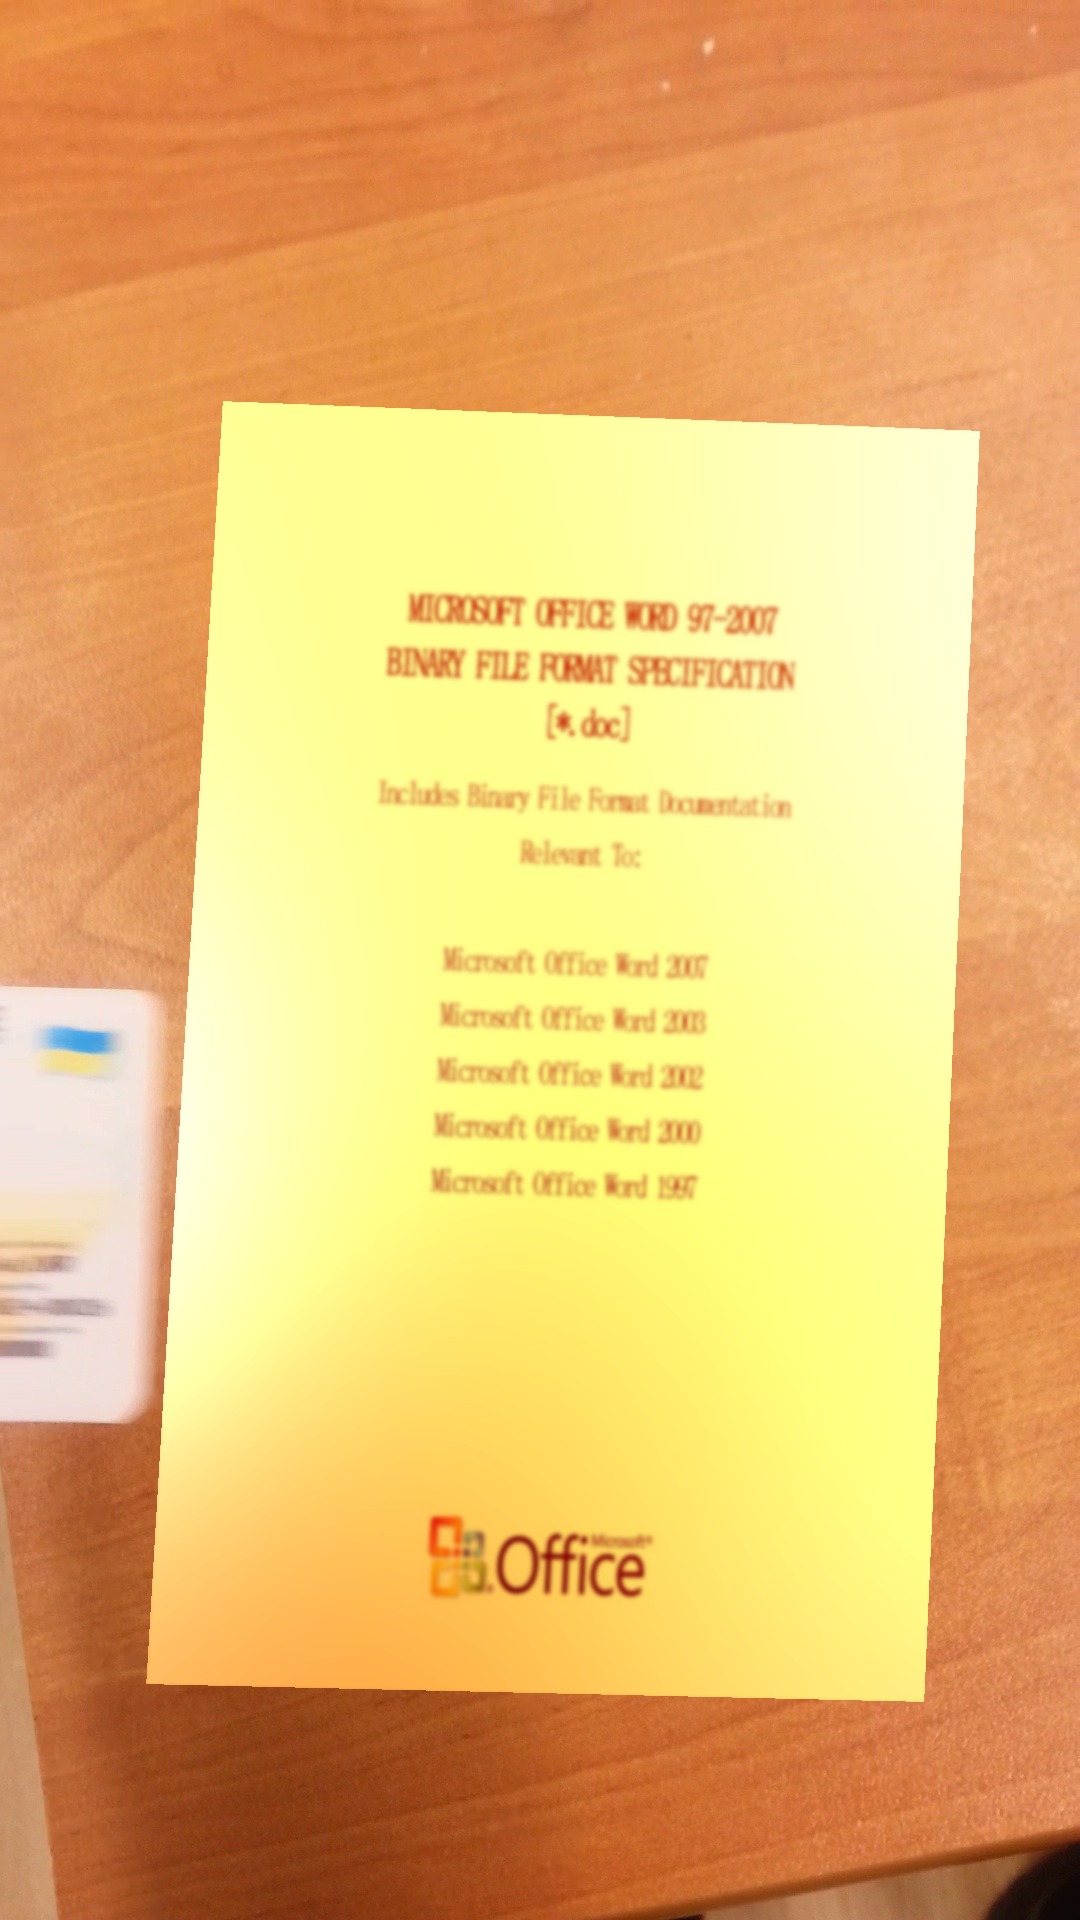 MICROSOFT OFFICE WORD 97-2007
BINARY FILE FORMAT SPECIFICATION
[*.doc]
Includes Binary File Format Documentation
Relevant To:
Microsoft Office Word 2007
Microsoft Office Word 2003
Microsoft Office Word 2002
Microsoft Office Word 2000
Microsoft Office Word 1997
Microsoft®
Office